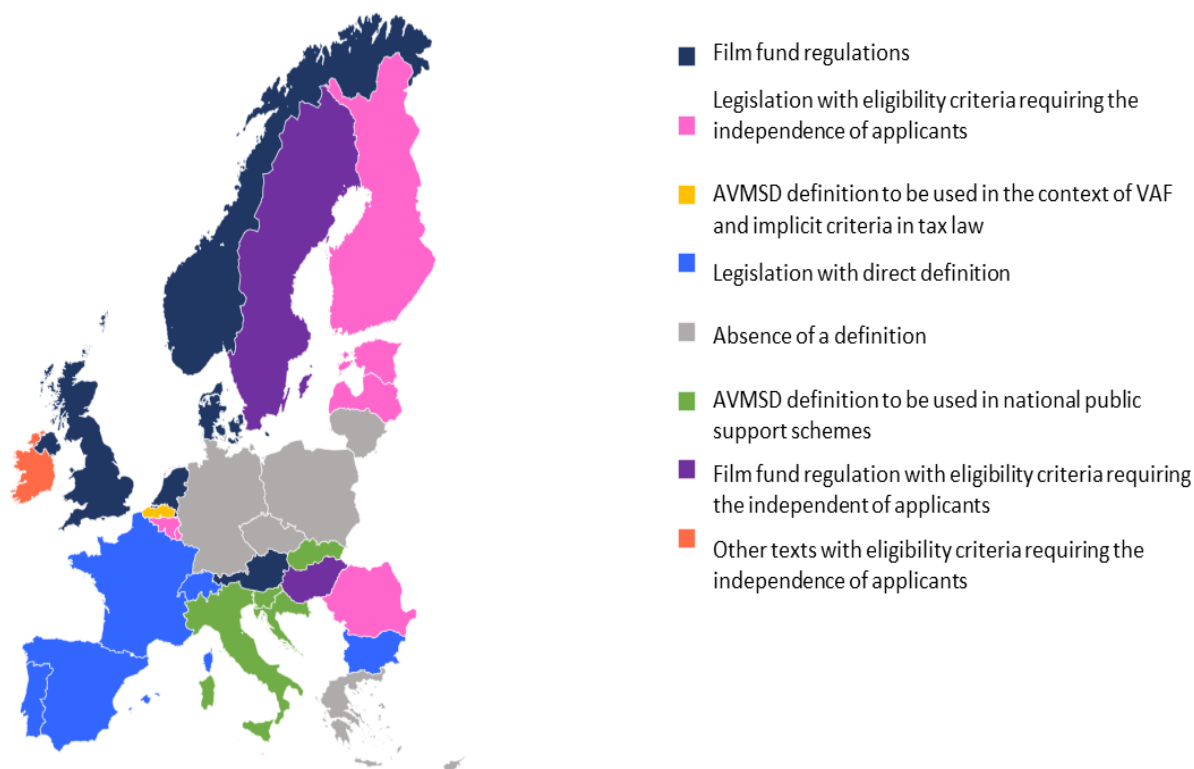 Film fund regulations
Legislation with eligibility criteria requiring the
independence of applicants
AVMSD definition to be used in the context of VAF
and implicit criteria in tax law
Legislation with direct definition
Absence of a definition
AVMSD definition to be used in national public
support schemes
Film fund regulation with eligibility criteria requiring
the independent of applicants
Other texts with eligibility criteria requiring the
independence of applicants